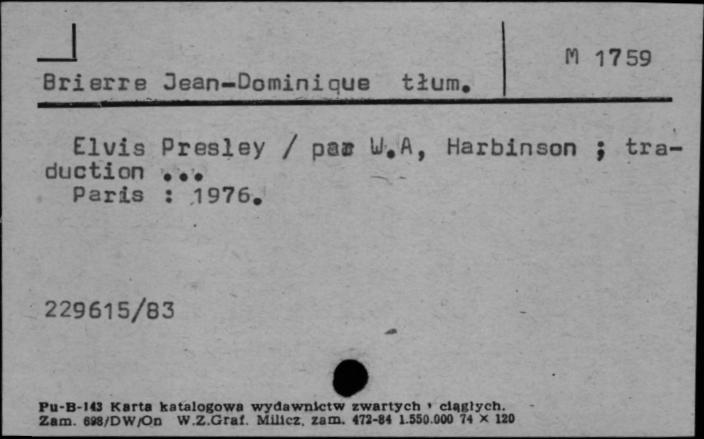 M 1759
Brierre Jean-Dominique tłum.
Elvis Presley / par W.A, Harbinson ; tra-
duction ...
Paris : 1976.
229615/83
Pu-B-143 Karta katalogowa wydawnictw zwartych i ciągłych.
Zam. 698/DW/On W.Z.Graf. Milicz, zam. 472-84 1.550.000 74 × 120